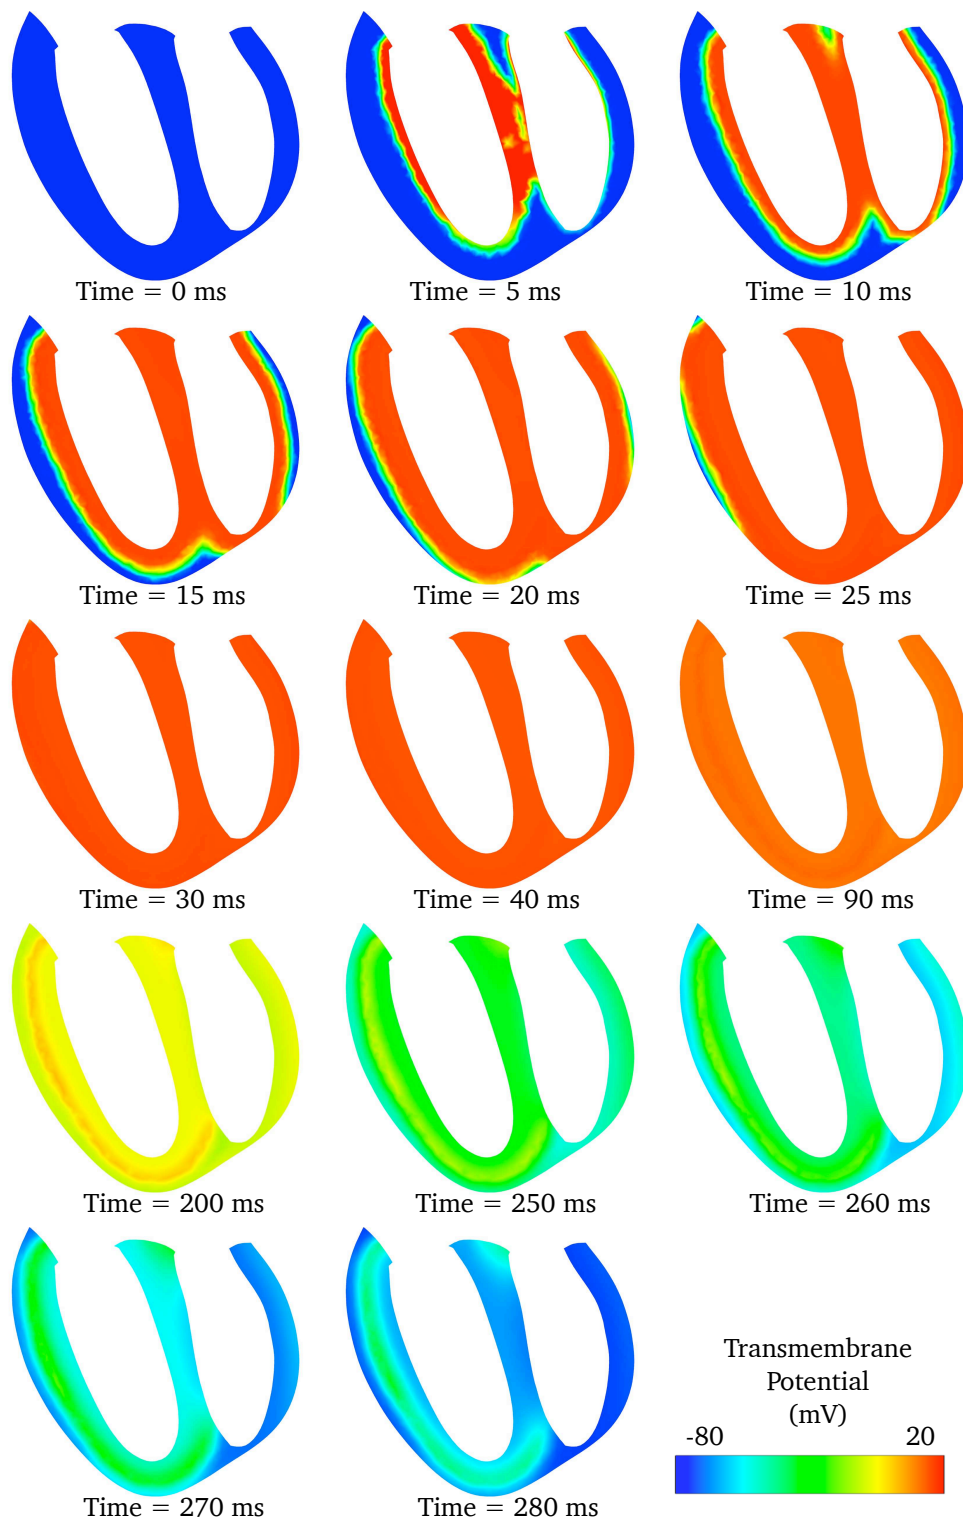 Time = 0 ms
Time = 5 ms
Time = 10 ms
Time = 15 ms
Time = 20 ms
Time = 25 ms
Time = 30 ms
Time = 40 ms
Time = 90 ms
Time = 200 ms
Time = 250 ms
Time = 260 ms
Time = 270 ms
Time = 280 ms
Transmembrane
Potential
(mV)
-80 20